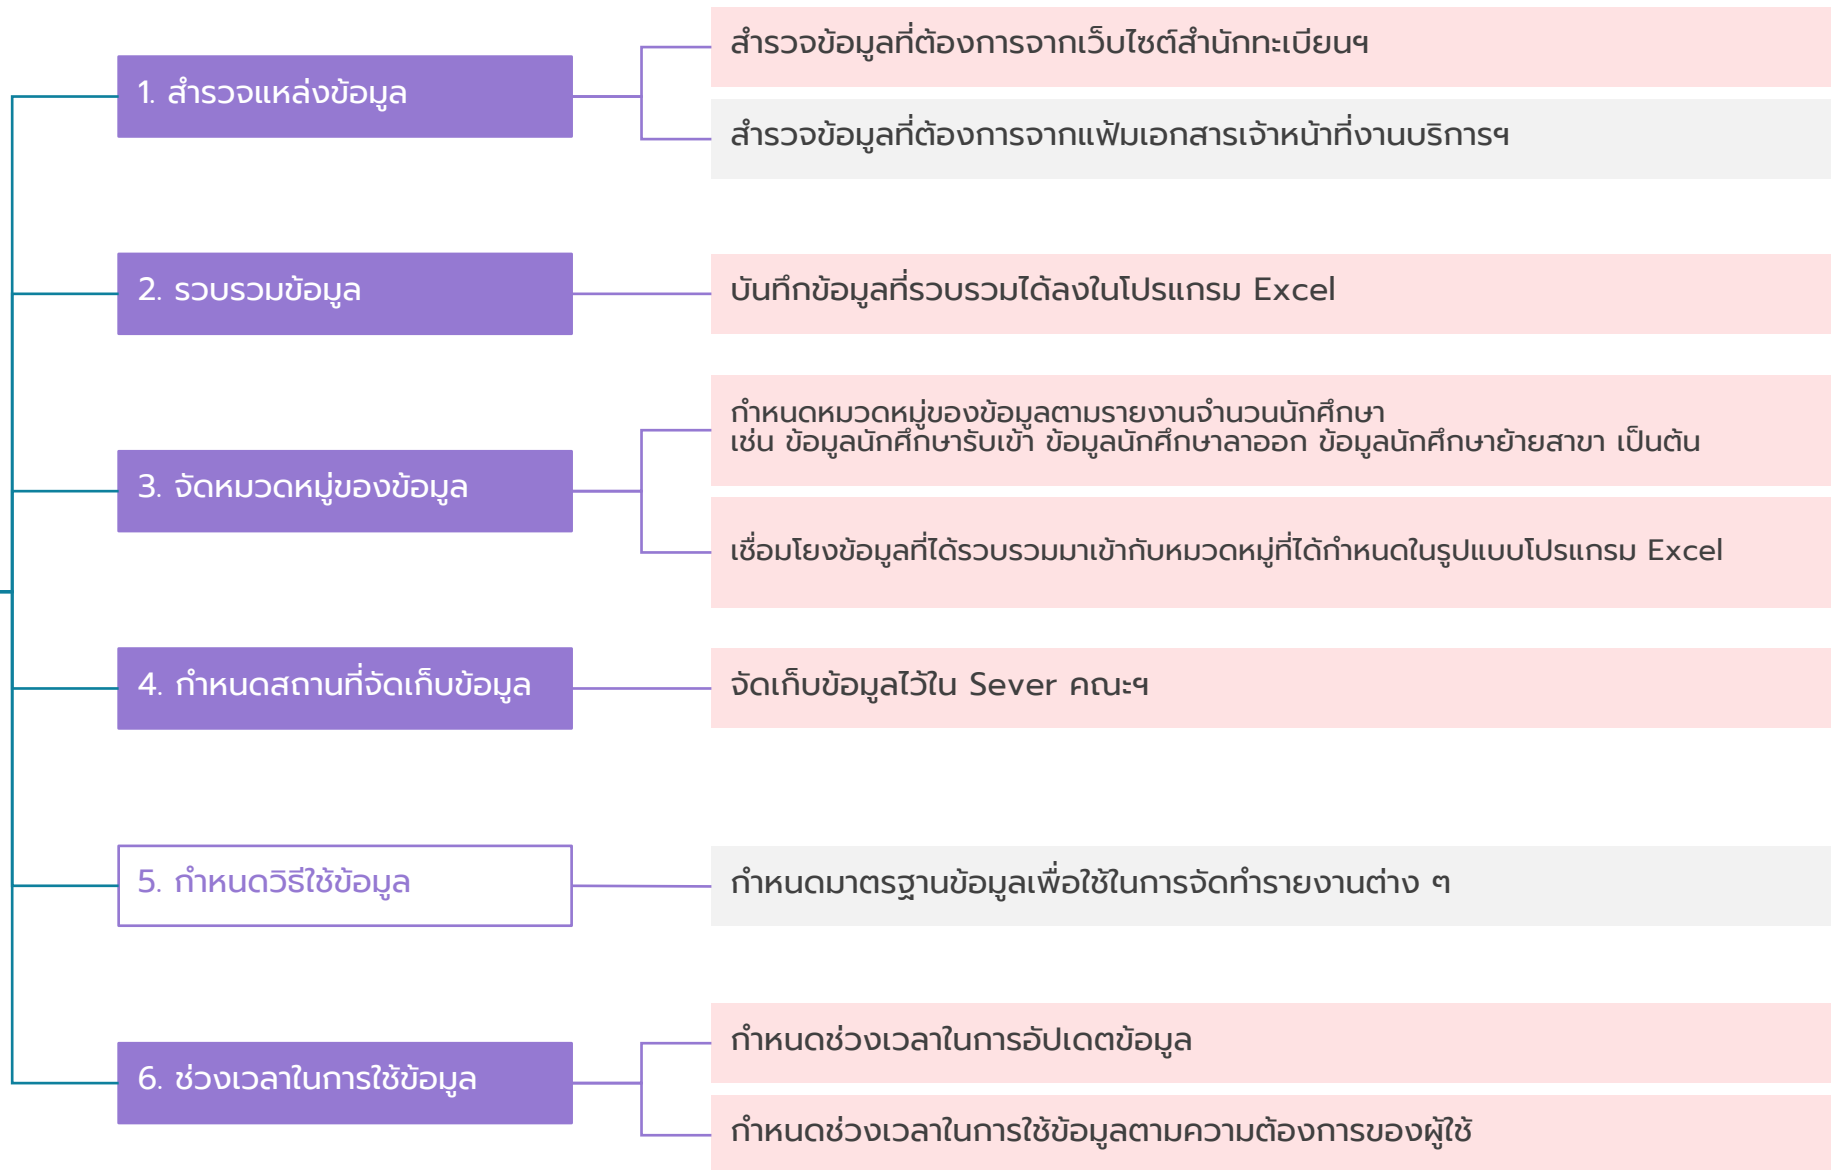 1. สำรวจแหล่งข้อมูล
สำรวจข้อมูลที่ต้องการจากเว็บไซต์สำนักทะเบียนฯ
สำรวจข้อมูลที่ต้องการจากแฟ้มเอกสารเจ้าหน้าที่งานบริการฯ
2. รวบรวมข้อมูล
บันทึกข้อมูลที่รวบรวมได้ลงในโปรแกรม Excel
3. จัดหมวดหมู่ของข้อมูล
กำหนดหมวดหมู่ของข้อมูลตามรายงานจำนวนนักศึกษา
เช่น ข้อมูลนักศึกษารับเข้า ข้อมูลนักศึกษาลาออก ข้อมูลนักศึกษาย้ายสาขา เป็นต้น
เชื่อมโยงข้อมูลที่ได้รวบรวมมาเข้ากับหมวดหมู่ที่ได้กำหนดในรูปแบบโปรแกรม Excel
4. กำหนดสถานที่จัดเก็บข้อมูล
จัดเก็บข้อมูลไว้ใน Sever คณะฯ
5. กำหนดวิธีใช้ข้อมูล
กำหนดมาตรฐานข้อมูลเพื่อใช้ในการจัดทำรายงานต่าง ๆ
6. ช่วงเวลาในการใช้ข้อมูล
กำหนดช่วงเวลาในการอัปเดตข้อมูล
กำหนดช่วงเวลาในการใช้ข้อมูลตามความต้องการของผู้ใช้